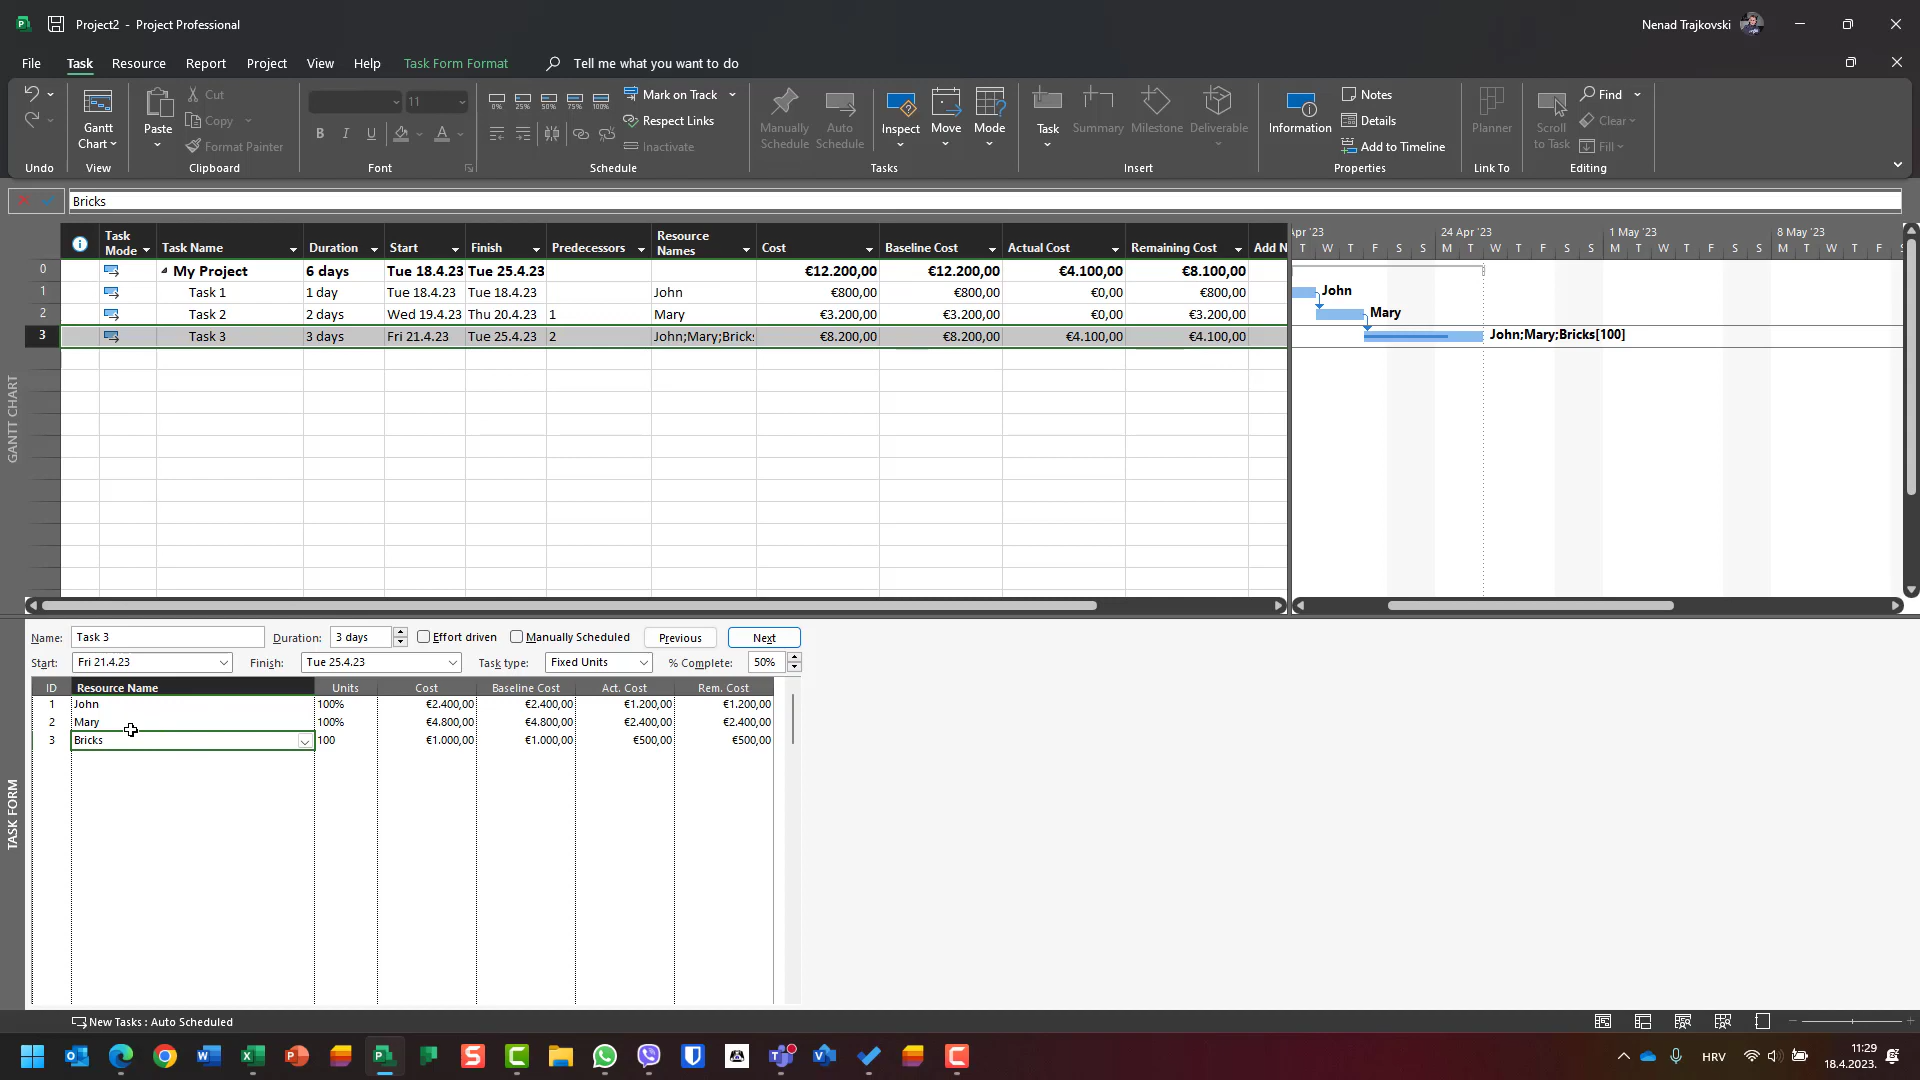 Project2 - Project Professional
Nenad Trajkovski
File Task Resource Report Project View Help Task Form Format Tell me what you want to do
Undo
Gantt Chart
View
Paste
Cut
Copy
Format Painter
Clipboard
11
B I U A
Font
0% 25% 50% 75% 100%
Mark on Track
Respect Links
Inactivate
Schedule
Manually Schedule
Auto Schedule
Inspect
Move
Mode
Tasks
Task
Summary
Milestone
Deliverable
Insert
Information
Notes
Details
Add to Timeline
Properties
Planner
Link To
Scroll to Task
Find
Clear
Fill
Editing
Bricks
Task Mode Task Name Duration Start Finish Predecessors Resource Names Cost Baseline Cost Actual Cost Remaining Cost Add N
0 My Project 6 days Tue 18.4.23 Tue 25.4.23 €12.200,00 €12.200,00 €4.100,00 €8.100,00
1 Task 1 1 day Tue 18.4.23 Tue 18.4.23 John €800,00 €800,00 €0,00 €800,00
2 Task 2 2 days Wed 19.4.23 Thu 20.4.23 1 Mary €3.200,00 €3.200,00 €0,00 €3.200,00
3 Task 3 3 days Fri 21.4.23 Tue 25.4.23 2 John;Mary;Bricks €8.200,00 €8.200,00 €4.100,00 €4.100,00
Apr '23 24 Apr '23 1 May '23 8 May '23
T W T F S S M T W T F S S M T W T F S S M T W T F S
John
Mary
John;Mary;Bricks[100]
GANTT CHART
Name: Task 3 Duration: 3 days Effort driven Manually Scheduled Previous Next
Start: Fri 21.4.23 Finish: Tue 25.4.23 Task type: Fixed Units % Complete: 50%
ID Resource Name Units Cost Baseline Cost Act. Cost Rem. Cost
1 John 100% €2.400,00 €2.400,00 €1.200,00 €1.200,00
2 Mary 100% €4.800,00 €4.800,00 €2.400,00 €2.400,00
3 Bricks 100 €1.000,00 €1.000,00 €500,00 €500,00
TASK FORM
New Tasks : Auto Scheduled
HRV
11:29
18.4.2023.